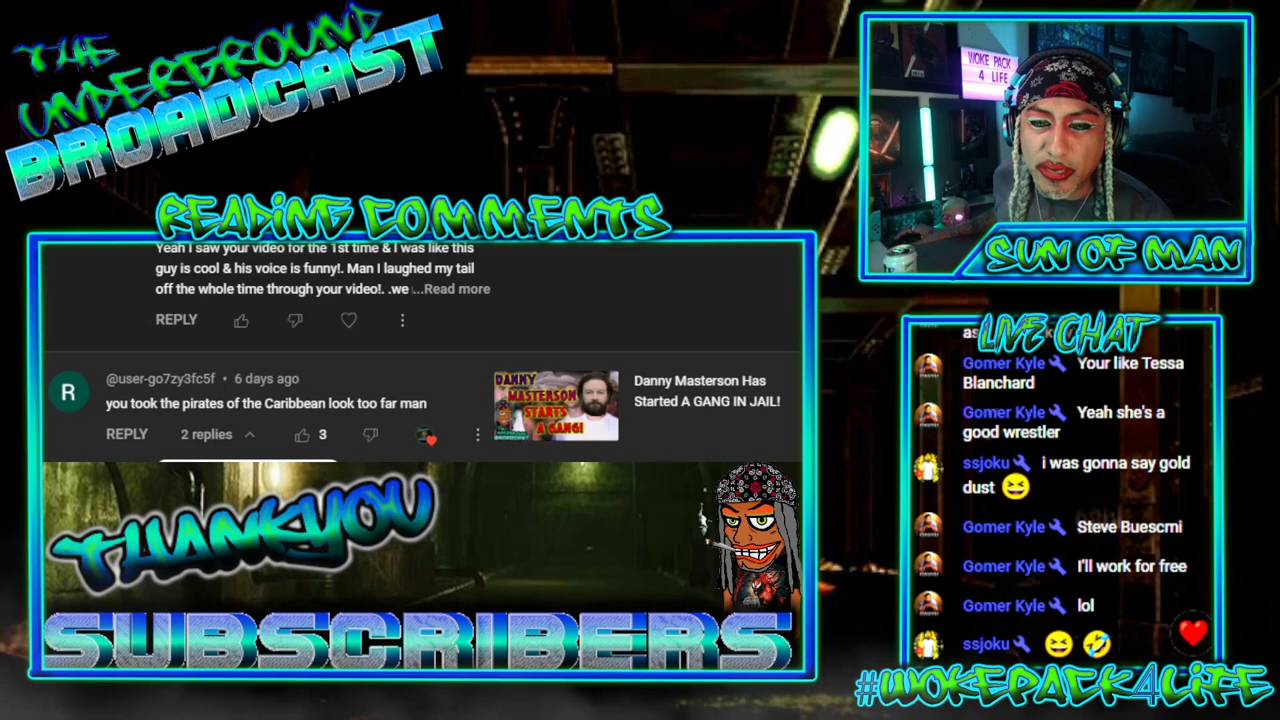 THE
UNDERGROUND
BROADCAST
WOKE PACK
4 LIFE
SUN OF MAN
READING COMMENTS
Yeah I saw your video for the 1st time & I was like this
guy is cool & his voice is funny!. Man I laughed my tail
off the whole time through your video!. .we ...Read more
REPLY
R
@user-go7zy3fc5f • 6 days ago
you took the pirates of the Caribbean look too far man
REPLY 2 replies 3
DANNY
MASTERSON
STARTS
A GANG!
Danny Masterson Has
Started A GANG IN JAIL!
THANKYOU
SUBSCRIBERS
LIVE CHAT
Gomer Kyle Your like Tessa
Blanchard
Gomer Kyle Yeah she's a
good wrestler
ssjoku i was gonna say gold
dust 😆
Gomer Kyle Steve Buescmi
Gomer Kyle I'll work for free
Gomer Kyle lol
ssjoku 😆 🤣
#WOKEPACK4LIFE